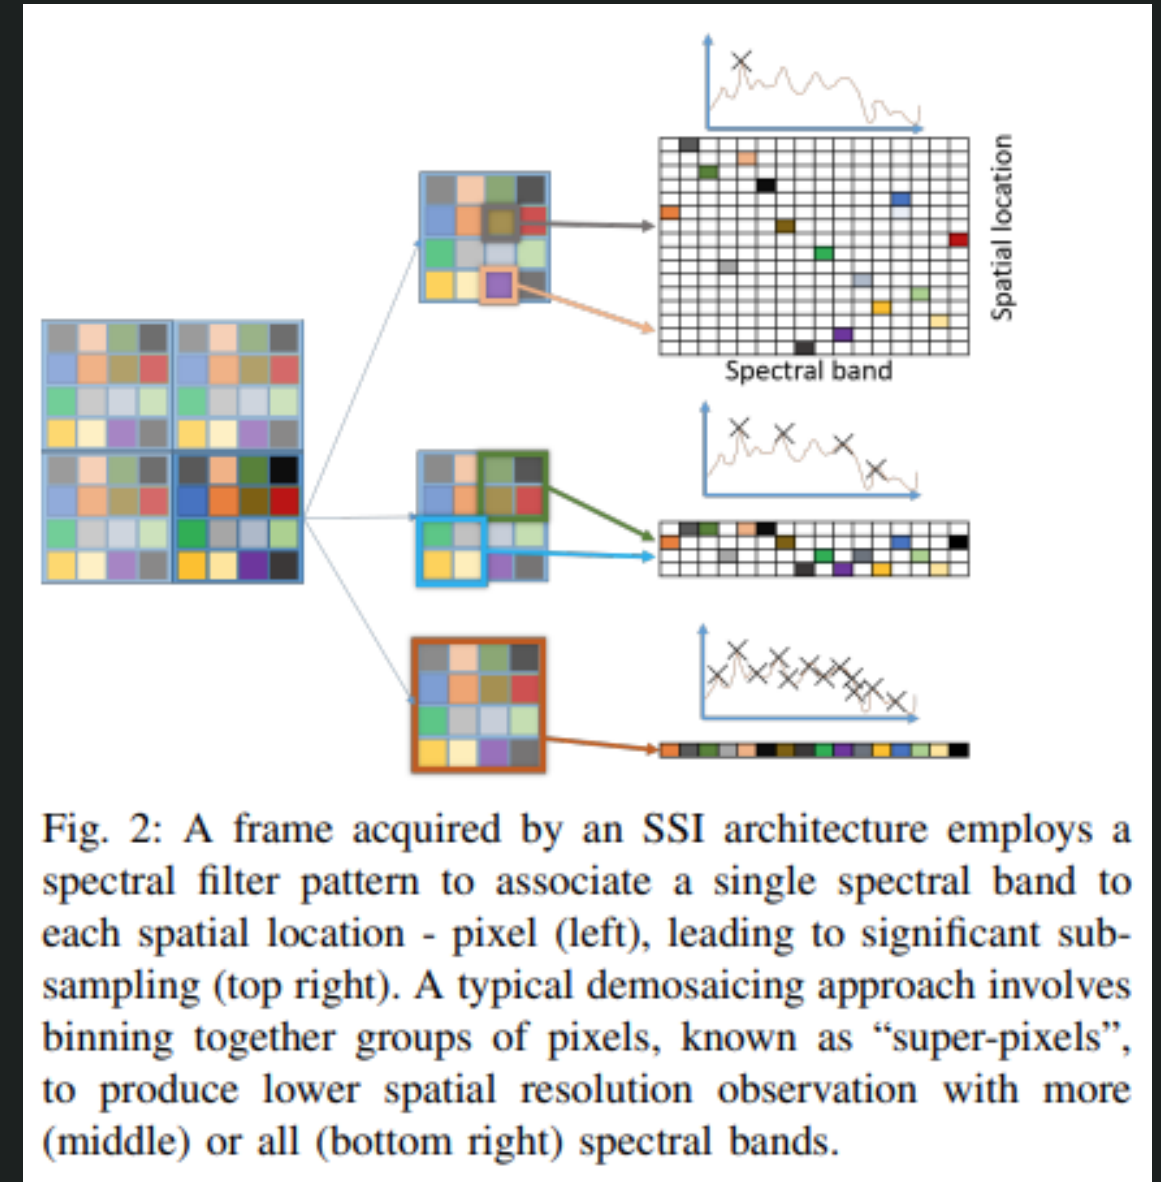 Spatial location
Spectral band
Fig. 2: A frame acquired by an SSI architecture employs a
spectral filter pattern to associate a single spectral band to
each spatial location - pixel (left), leading to significant sub-
sampling (top right). A typical demosaicing approach involves
binning together groups of pixels, known as “super-pixels”,
to produce lower spatial resolution observation with more
(middle) or all (bottom right) spectral bands.